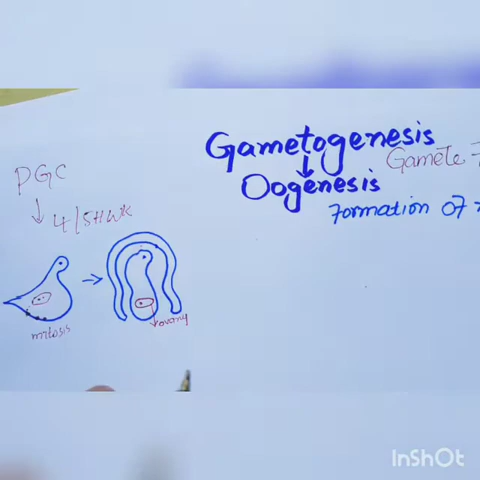 Gametogenesis
Gamete
Oogenesis
Formation of
PGC
4/5th wk
mitosis
ovary
InShOt